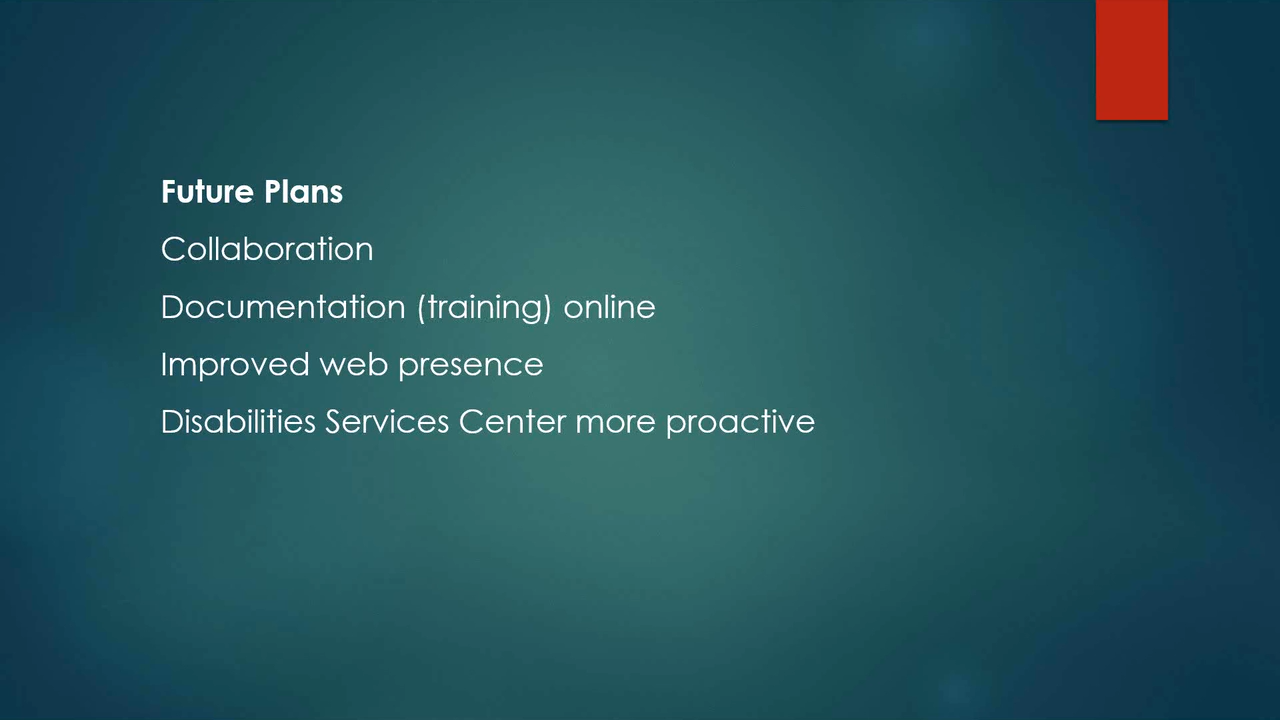 Future Plans
Collaboration
Documentation (training) online
Improved web presence
Disabilities Services Center more proactive